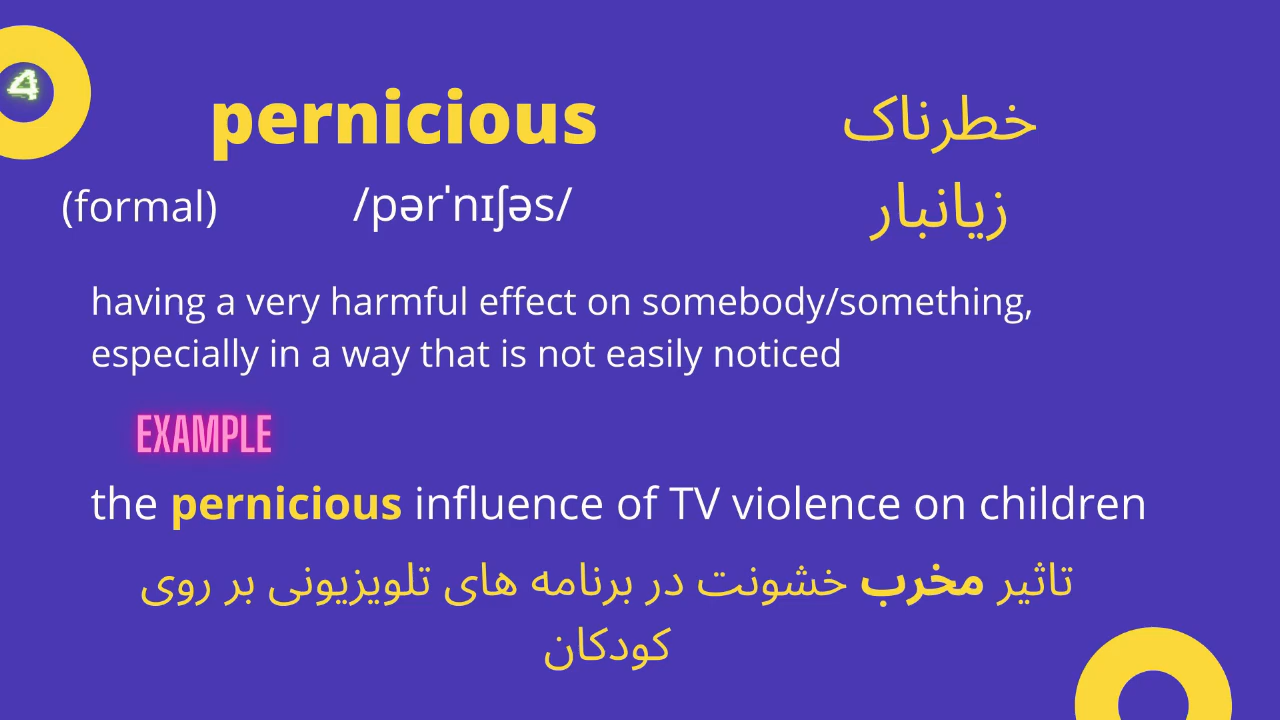 4
pernicious
خطرناک
(formal)
/pərˈnɪʃəs/
زیانبار
having a very harmful effect on somebody/something,
especially in a way that is not easily noticed
EXAMPLE
the pernicious influence of TV violence on children
تاثیر مخرب خشونت در برنامه های تلویزیونی بر روی
کودکان